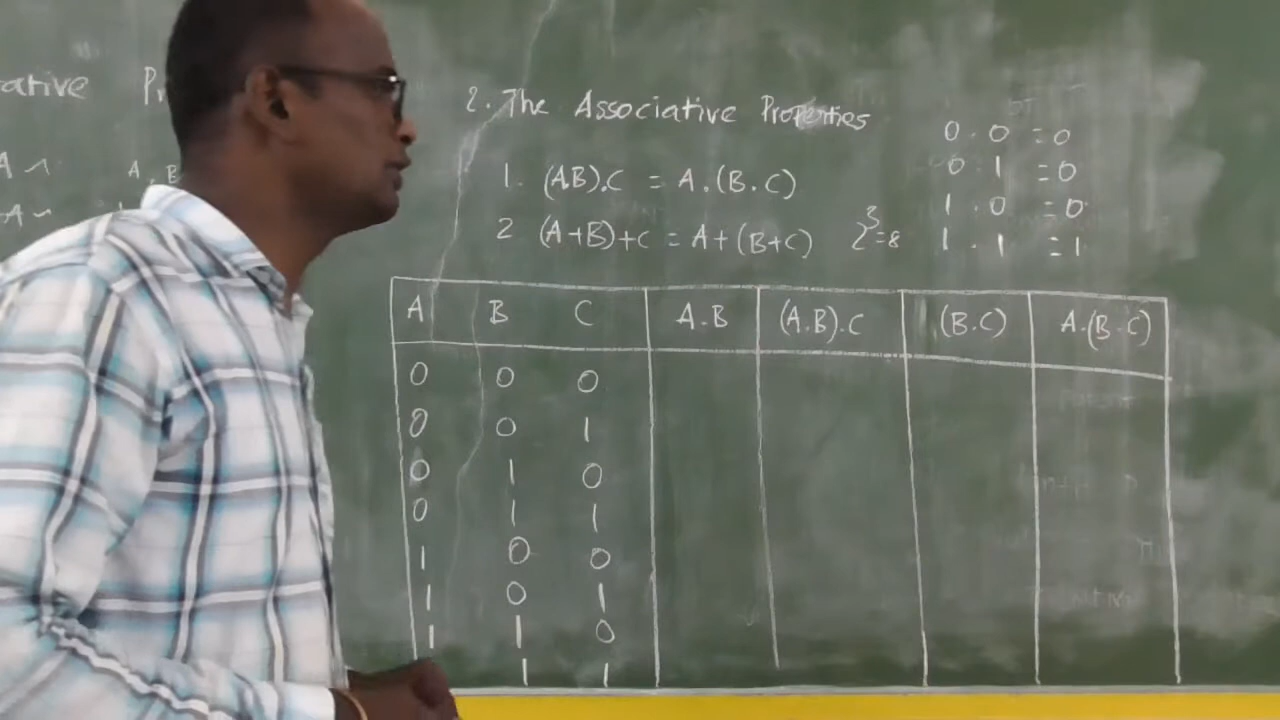 2. The Associative Properties
1. (A.B).C = A.(B.C)
2 (A+B)+C = A+(B+C)
2³=8
0 . 0 = 0
0 . 1 = 0
1 . 0 = 0
1 . 1 = 1
A B C A.B (A.B).C (B.C) A.(B.C)
0 0 0
0 0 1
0 1 0
0 1 1
1 0 0
1 0 1
1 1 0
1 1